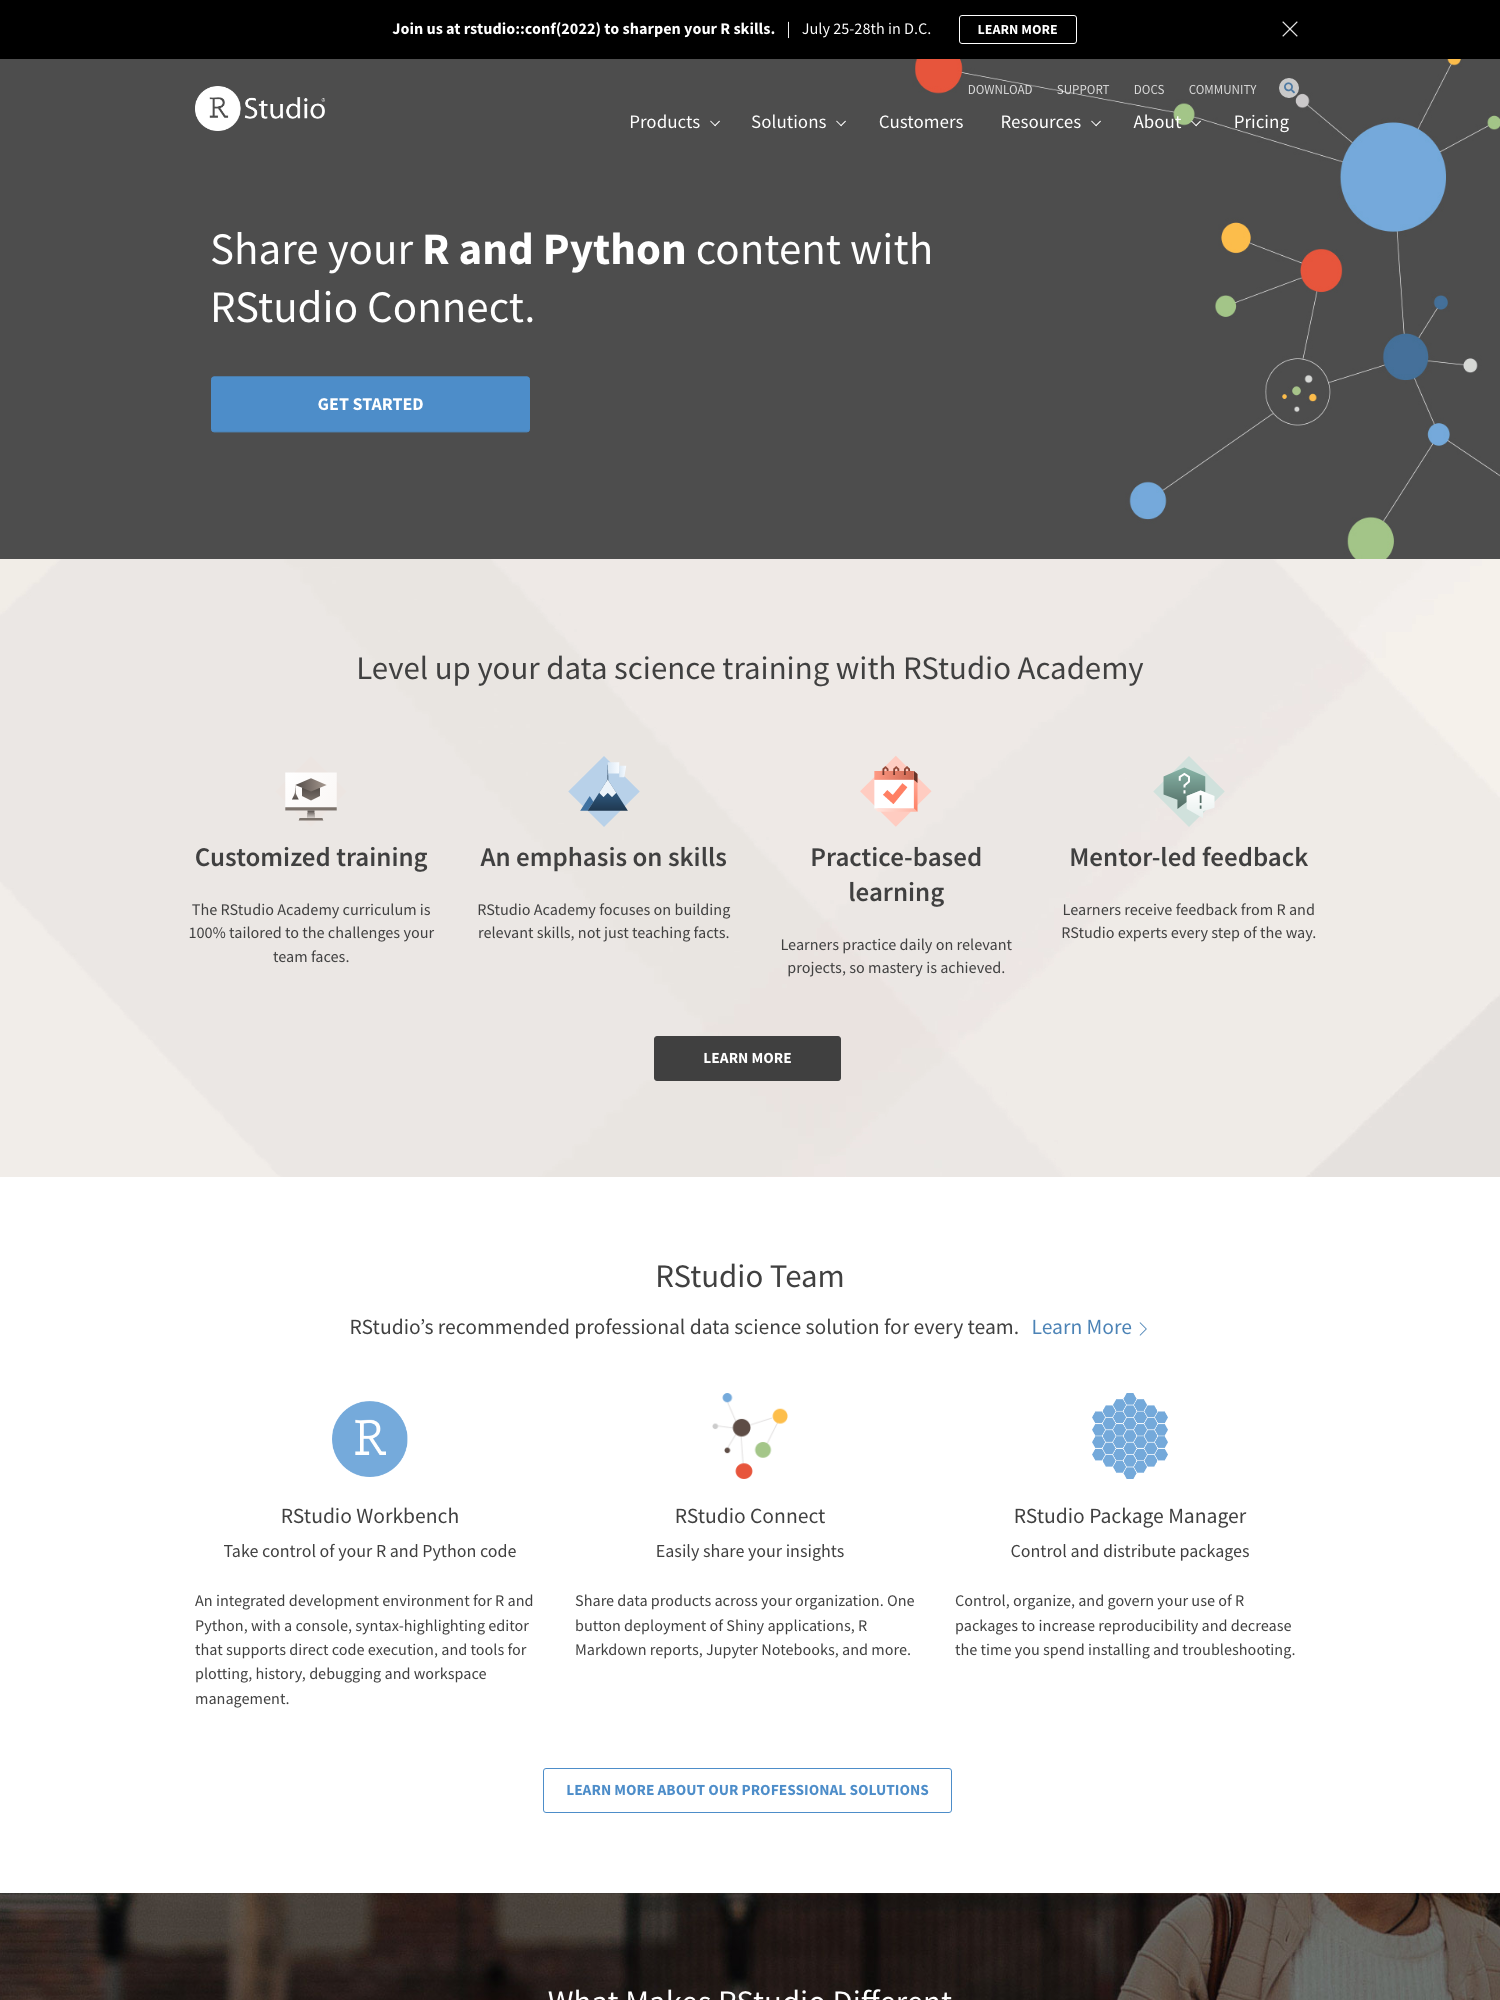 Join us at rstudio::conf(2022) to sharpen your R skills. | July 25-28th in D.C. LEARN MORE
DOWNLOAD SUPPORT DOCS COMMUNITY
R Studio
Products Solutions Customers Resources About Pricing
Share your R and Python content with
RStudio Connect.
GET STARTED
Level up your data science training with RStudio Academy
Customized training
The RStudio Academy curriculum is
100% tailored to the challenges your
team faces.
An emphasis on skills
RStudio Academy focuses on building
relevant skills, not just teaching facts.
Practice-based
learning
Learners practice daily on relevant
projects, so mastery is achieved.
Mentor-led feedback
Learners receive feedback from R and
RStudio experts every step of the way.
LEARN MORE
RStudio Team
RStudio’s recommended professional data science solution for every team. Learn More
R
RStudio Workbench
Take control of your R and Python code
An integrated development environment for R and
Python, with a console, syntax-highlighting editor
that supports direct code execution, and tools for
plotting, history, debugging and workspace
management.
RStudio Connect
Easily share your insights
Share data products across your organization. One
button deployment of Shiny applications, R
Markdown reports, Jupyter Notebooks, and more.
RStudio Package Manager
Control and distribute packages
Control, organize, and govern your use of R
packages to increase reproducibility and decrease
the time you spend installing and troubleshooting.
LEARN MORE ABOUT OUR PROFESSIONAL SOLUTIONS
What Makes RStudio Different